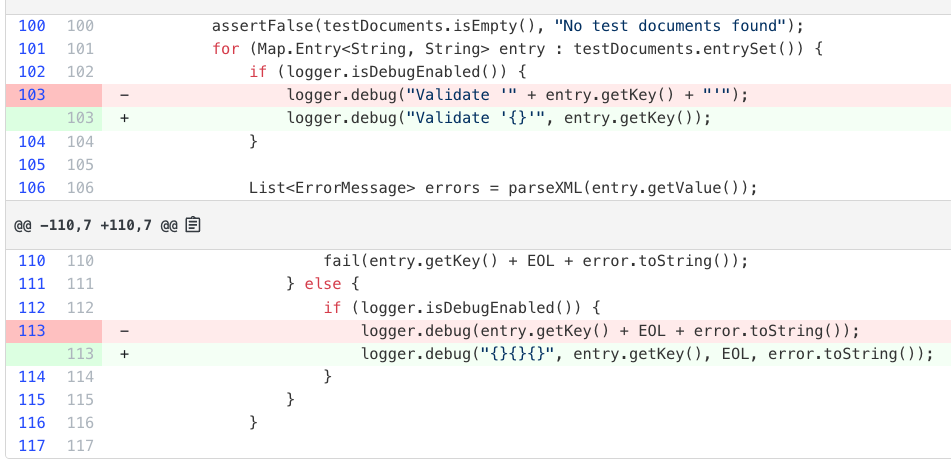 100 100 assertFalse(testDocuments.isEmpty(), "No test documents found");
101 101 for (Map.Entry<String, String> entry : testDocuments.entrySet()) {
102 102 if (logger.isDebugEnabled()) {
103 - logger.debug("Validate '" + entry.getKey() + "'");
103 + logger.debug("Validate '{}'", entry.getKey());
104 104 }
105 105
106 106 List<ErrorMessage> errors = parseXML(entry.getValue());
@@ -110,7 +110,7 @@
110 110 fail(entry.getKey() + EOL + error.toString());
111 111 } else {
112 112 if (logger.isDebugEnabled()) {
113 - logger.debug(entry.getKey() + EOL + error.toString());
113 + logger.debug("{}{}{}", entry.getKey(), EOL, error.toString());
114 114 }
115 115 }
116 116 }
117 117